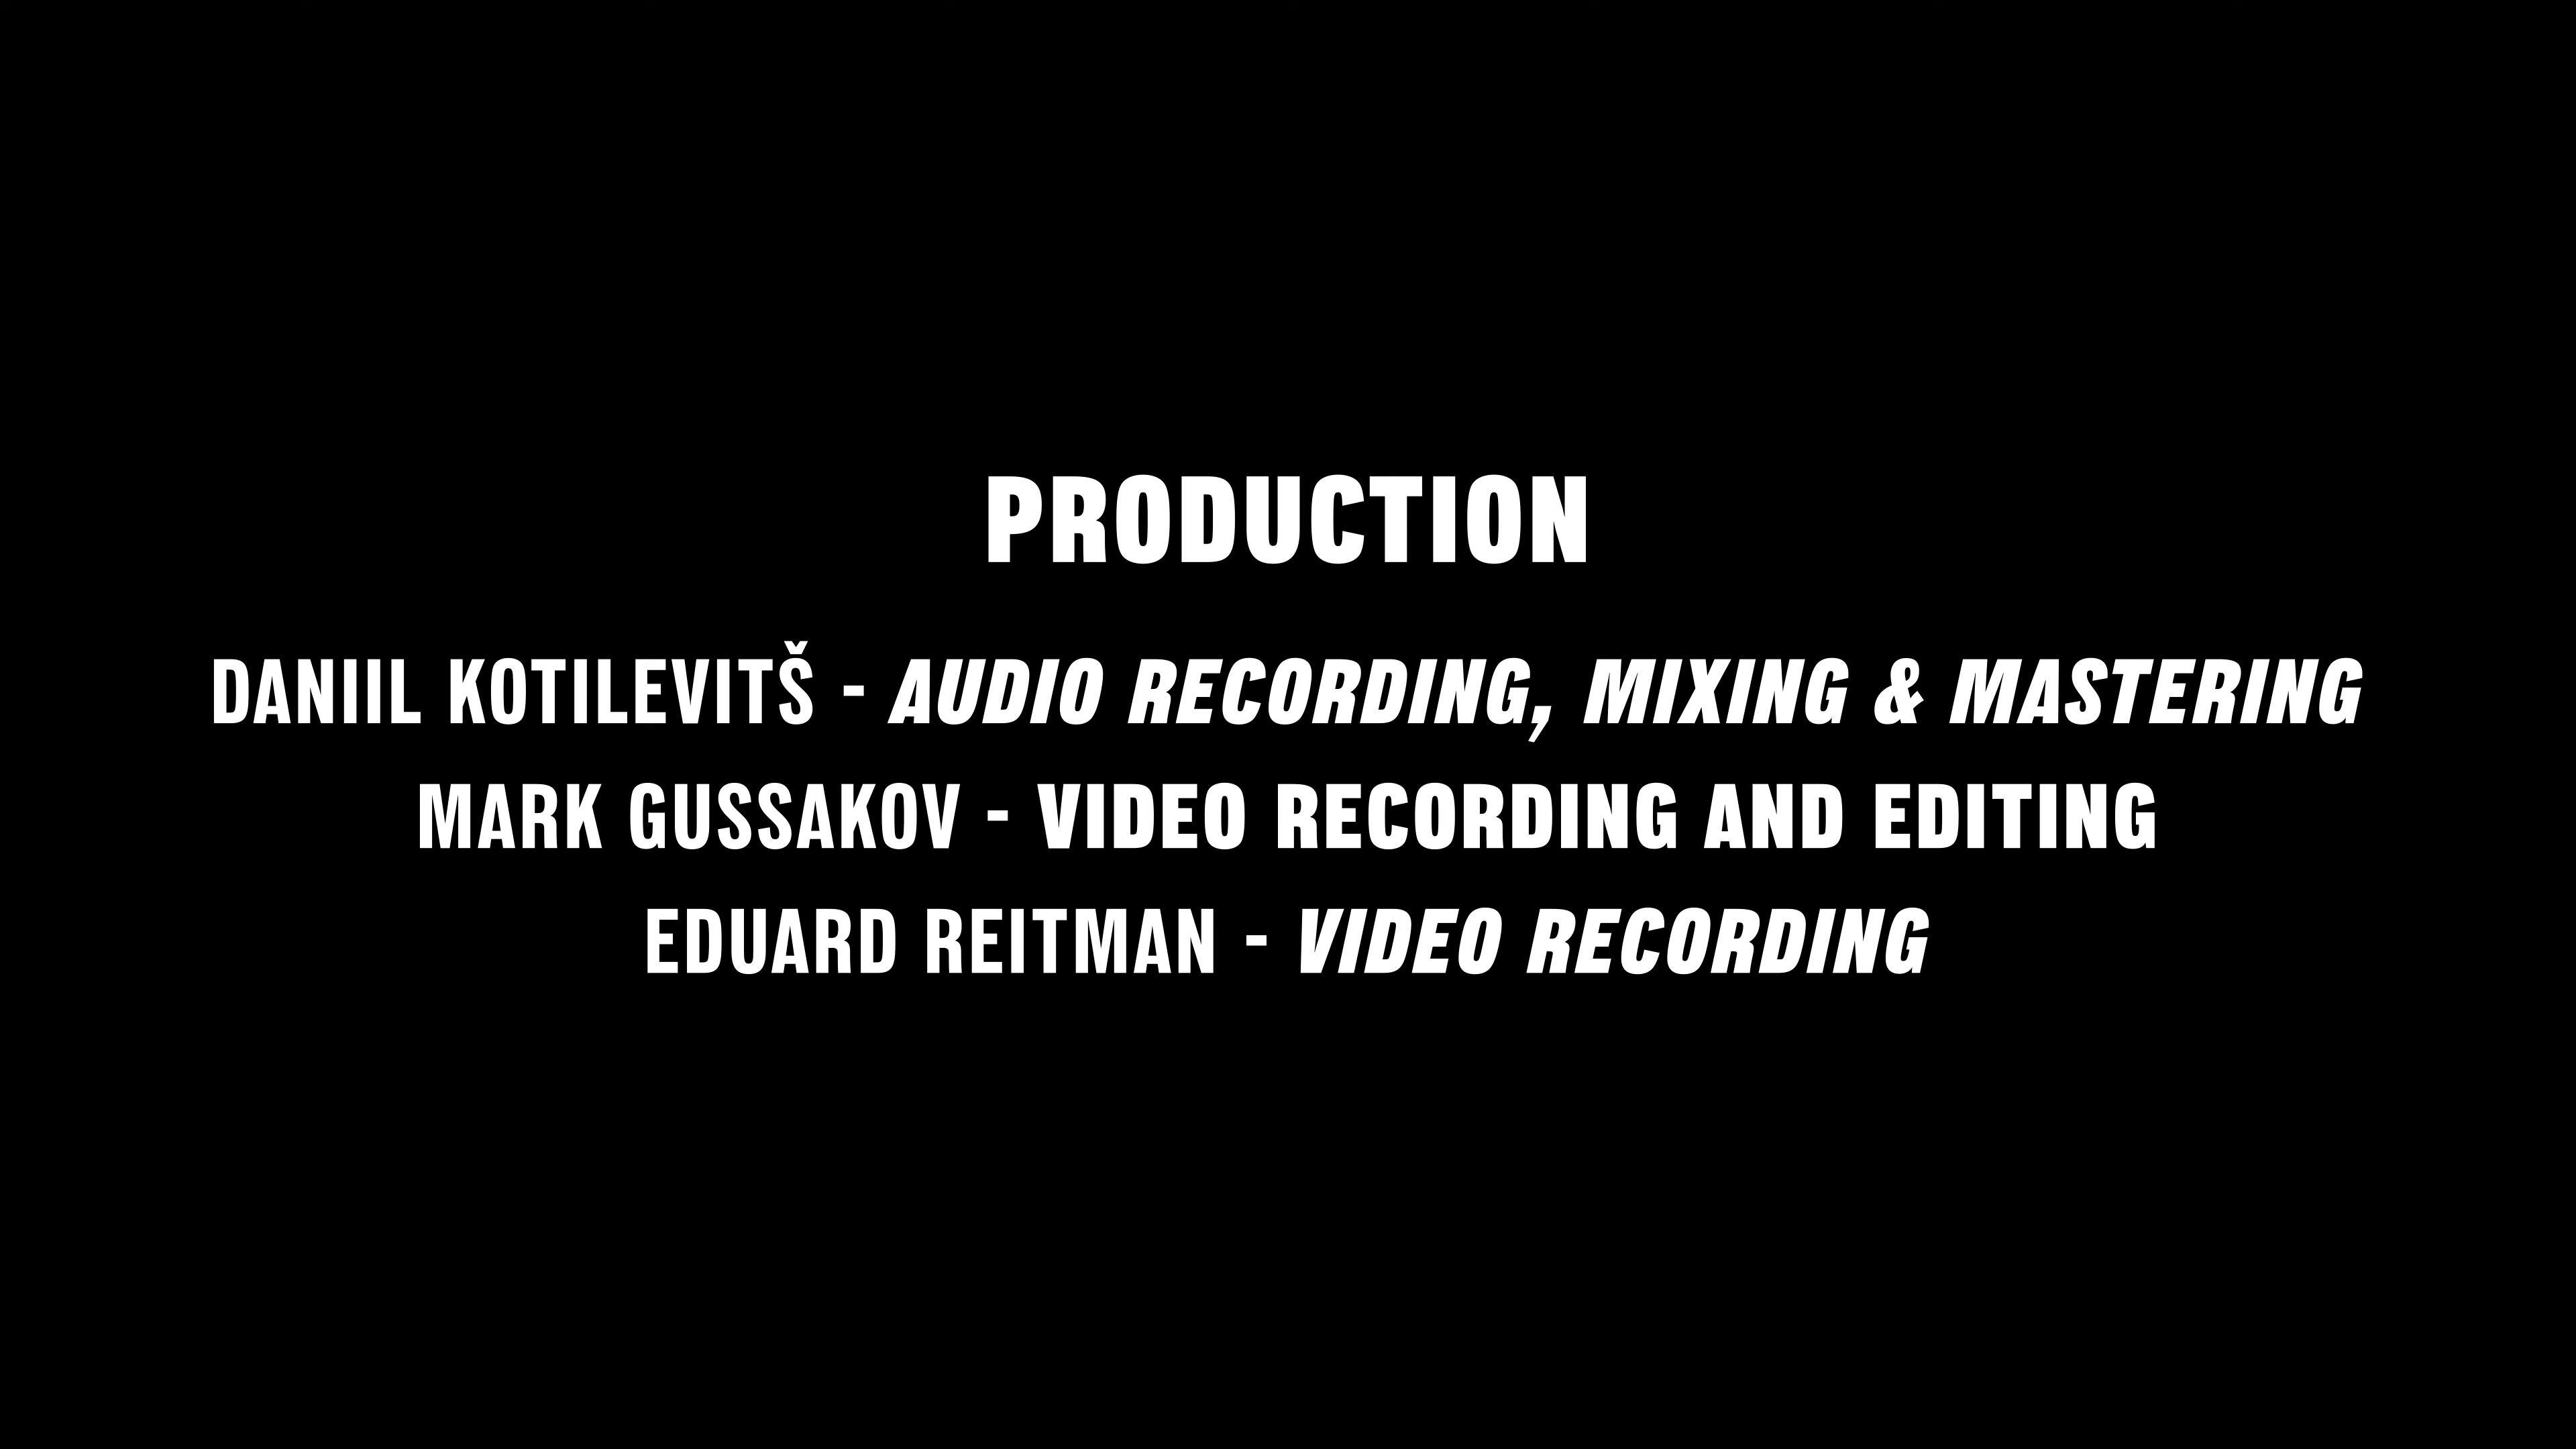 PRODUCTION
DANIIL KOTILEVITŠ - AUDIO RECORDING, MIXING & MASTERING
MARK GUSSAKOV - VIDEO RECORDING AND EDITING
EDUARD REITMAN - VIDEO RECORDING